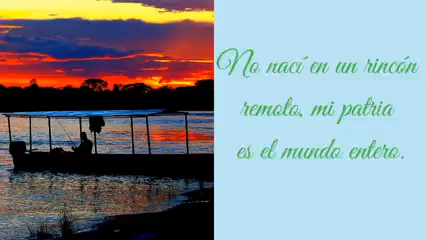 No nací en un rincón
remoto, mi patria
es el mundo entero.